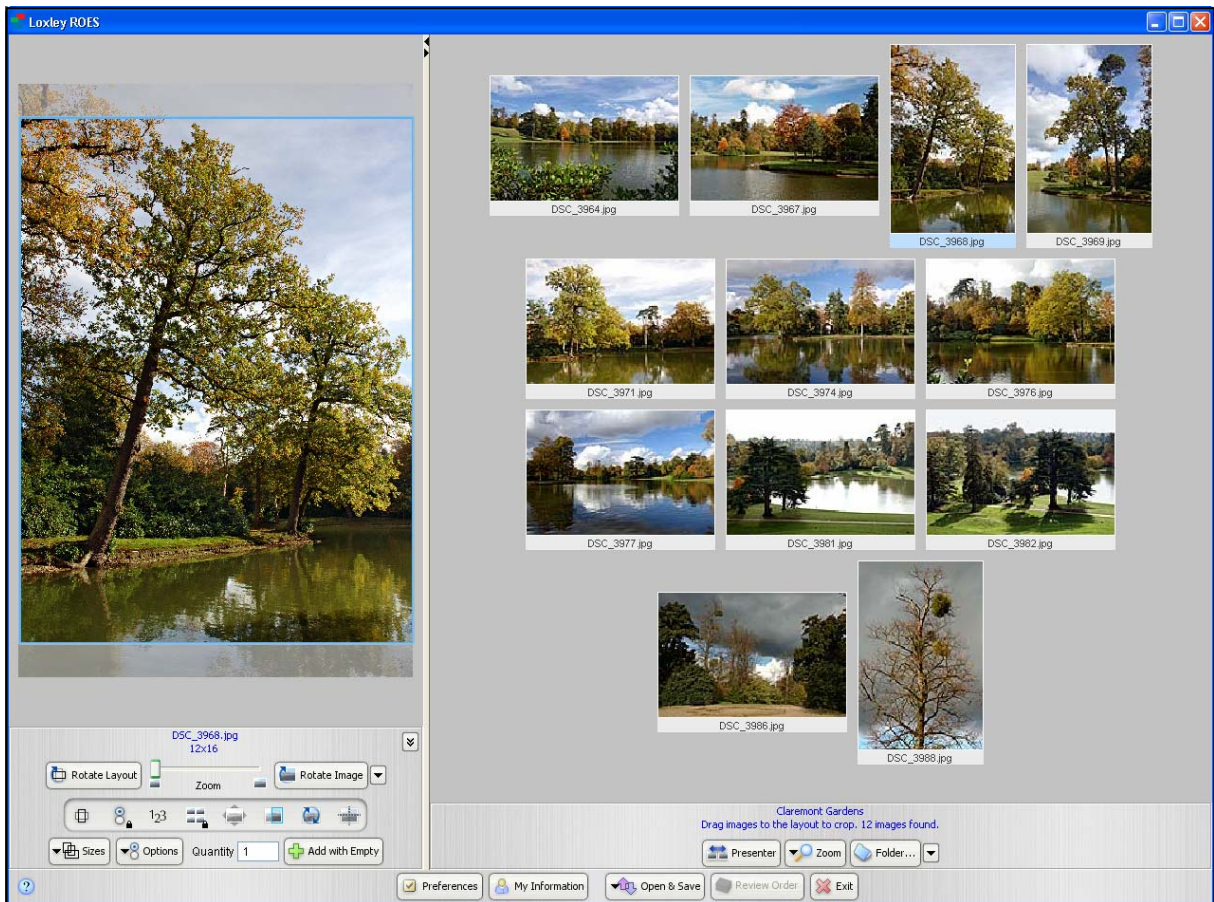 Loxley ROES
DSC_3964.jpg
DSC_3967.jpg
DSC_3968.jpg
DSC_3969.jpg
DSC_3971.jpg
DSC_3974.jpg
DSC_3976.jpg
DSC_3977.jpg
DSC_3981.jpg
DSC_3982.jpg
DSC_3986.jpg
DSC_3988.jpg
DSC_3968.jpg
12x16
Rotate Layout
Zoom
Rotate Image
123
Sizes
Options
Quantity 1
Add with Empty
Claremont Gardens
Drag images to the layout to crop. 12 images found.
Presenter
Zoom
Folder...
?
Preferences
My Information
Open & Save
Review Order
Exit